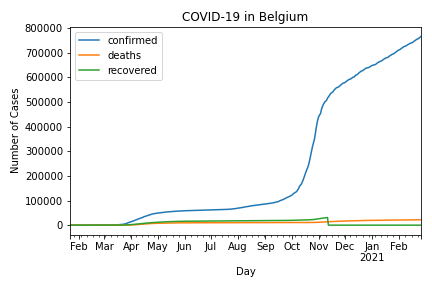 COVID-19 in Belgium
confirmed
deaths
recovered
Number of Cases
800000
700000
600000
500000
400000
300000
200000
100000
0
Feb Mar Apr May Jun Jul Aug Sep Oct Nov Dec Jan Feb
2021
Day